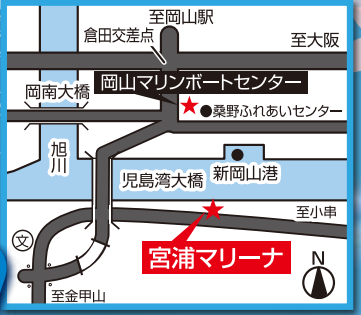 至岡山駅
倉田交差点
至大阪
岡山マリンボートセンター
岡南大橋
●桑野ふれあいセンター
旭川
新岡山港
児島湾大橋
至小串
文
宮浦マリーナ
N
至金甲山